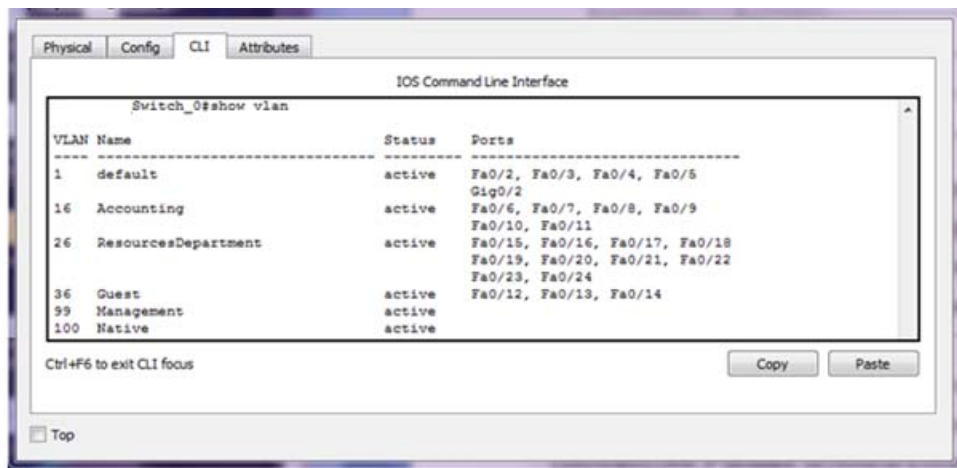 Physical Config CLI Attributes
IOS Command Line Interface
Switch_0#show vlan
VLAN Name Status Ports
---- -------------------------------- --------- -------------------------------
1 default active Fa0/2, Fa0/3, Fa0/4, Fa0/5
Gig0/2
16 Accounting active Fa0/6, Fa0/7, Fa0/8, Fa0/9
Fa0/10, Fa0/11
26 ResourcesDepartment active Fa0/15, Fa0/16, Fa0/17, Fa0/18
Fa0/19, Fa0/20, Fa0/21, Fa0/22
Fa0/23, Fa0/24
36 Guest active Fa0/12, Fa0/13, Fa0/14
99 Management active
100 Native active
Ctrl+F6 to exit CLI focus Copy Paste
Top